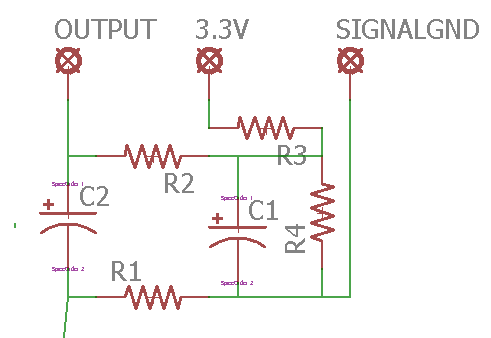 OUTPUT 3.3V SIGNALGND
R3
R2
C2
C1
R4
R1